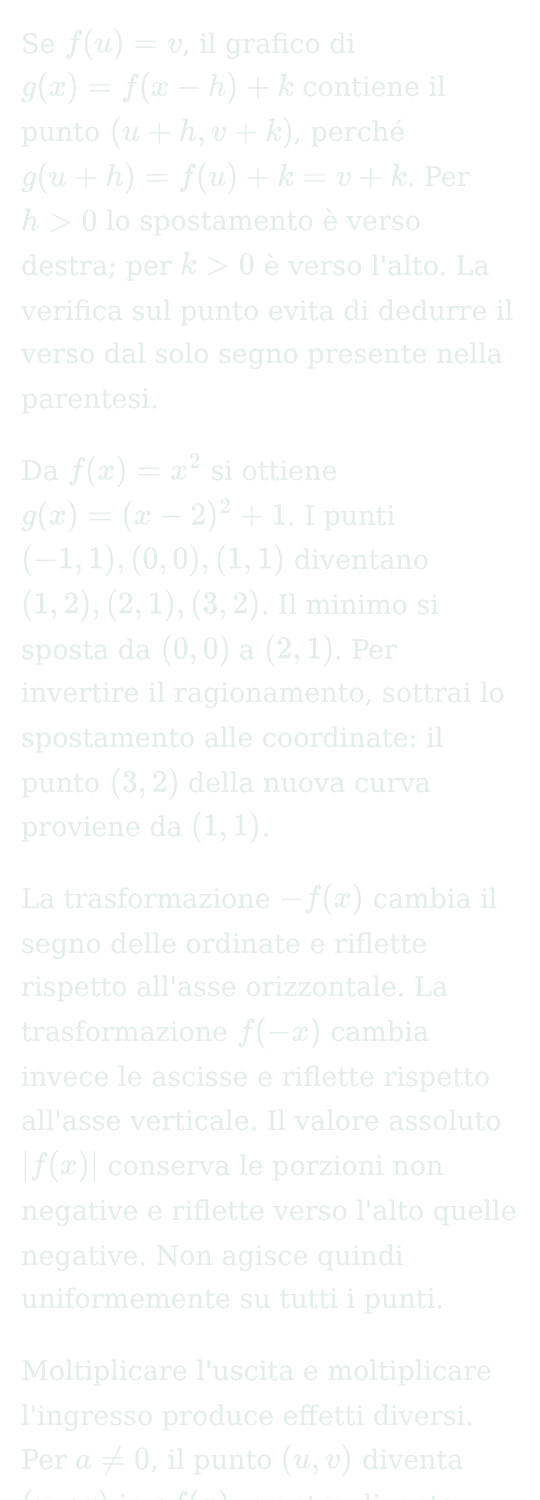 Se f(u) = v, il grafico di
g(x) = f(x − h) + k contiene il
punto (u + h, v + k), perché
g(u + h) = f(u) + k = v + k. Per
h > 0 lo spostamento è verso
destra; per k > 0 è verso l'alto. La
verifica sul punto evita di dedurre il
verso dal solo segno presente nella
parentesi.
Da f(x) = x² si ottiene
g(x) = (x − 2)² + 1. I punti
(−1, 1), (0, 0), (1, 1) diventano
(1, 2), (2, 1), (3, 2). Il minimo si
sposta da (0, 0) a (2, 1). Per
invertire il ragionamento, sottrai lo
spostamento alle coordinate: il
punto (3, 2) della nuova curva
proviene da (1, 1).
La trasformazione −f(x) cambia il
segno delle ordinate e riflette
rispetto all'asse orizzontale. La
trasformazione f(−x) cambia
invece le ascisse e riflette rispetto
all'asse verticale. Il valore assoluto
|f(x)| conserva le porzioni non
negative e riflette verso l'alto quelle
negative. Non agisce quindi
uniformemente su tutti i punti.
Moltiplicare l'uscita e moltiplicare
l'ingresso produce effetti diversi.
Per a ≠ 0, il punto (u, v) diventa